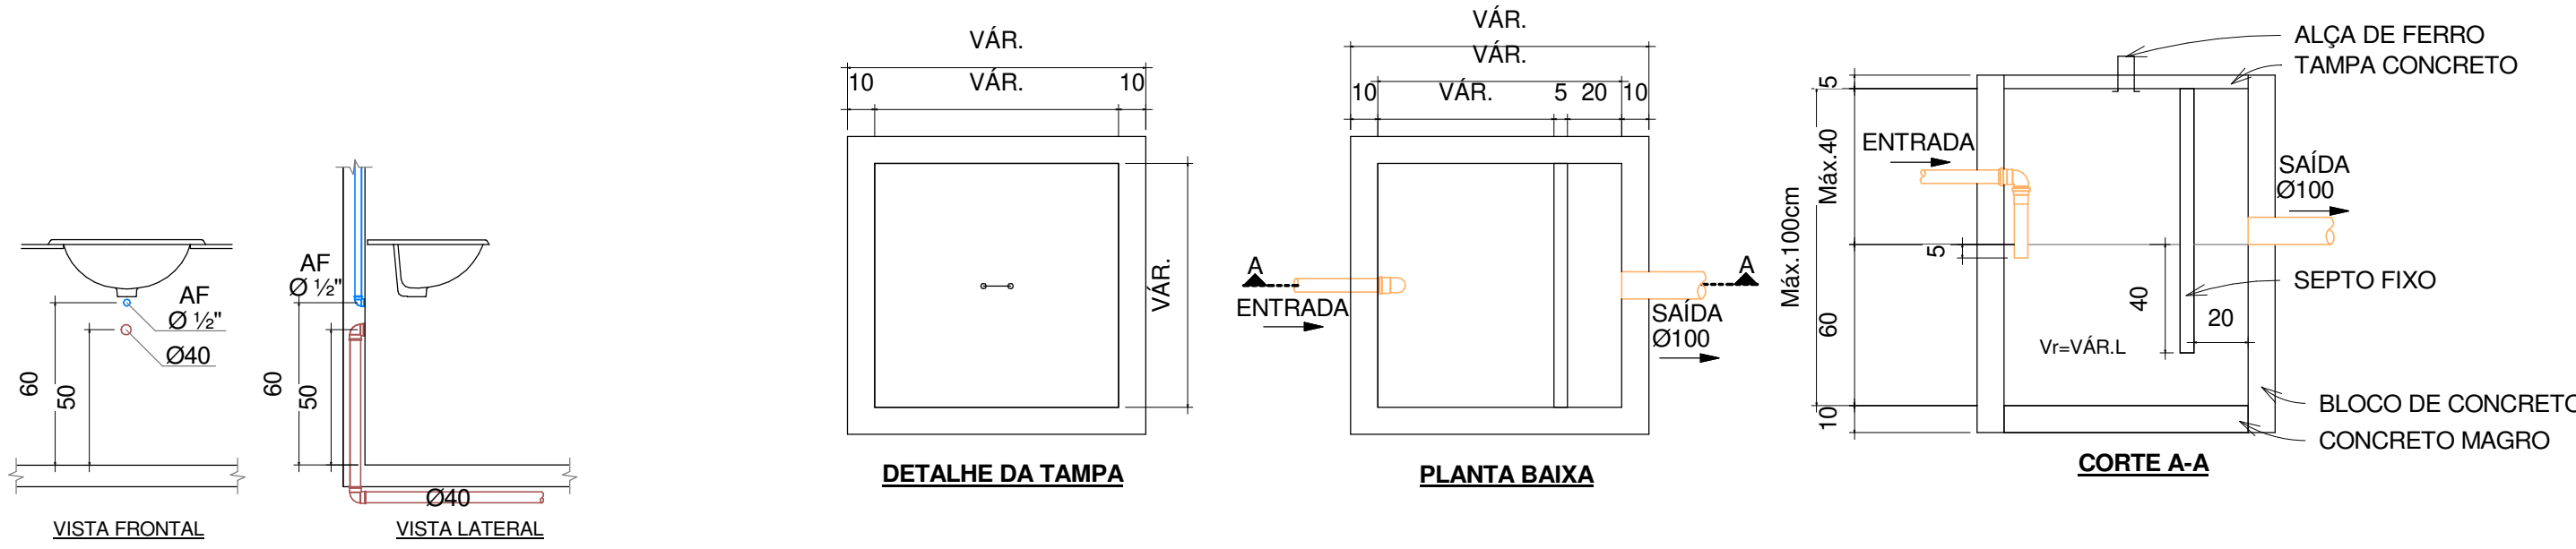 AF
Ø ½"
Ø40
60
50
VISTA FRONTAL
AF
Ø ½"
60
50
Ø40
VISTA LATERAL
VÁR.
10
VÁR.
10
VÁR.
DETALHE DA TAMPA
VÁR.
VÁR.
10
VÁR.
5
20
10
A
ENTRADA
A
SAÍDA
Ø100
PLANTA BAIXA
ALÇA DE FERRO
TAMPA CONCRETO
5
Máx.40
Máx.100cm
ENTRADA
SAÍDA
Ø100
5
SEPTO FIXO
40
20
60
Vr=VÁR.L
10
BLOCO DE CONCRETO
CONCRETO MAGRO
CORTE A-A